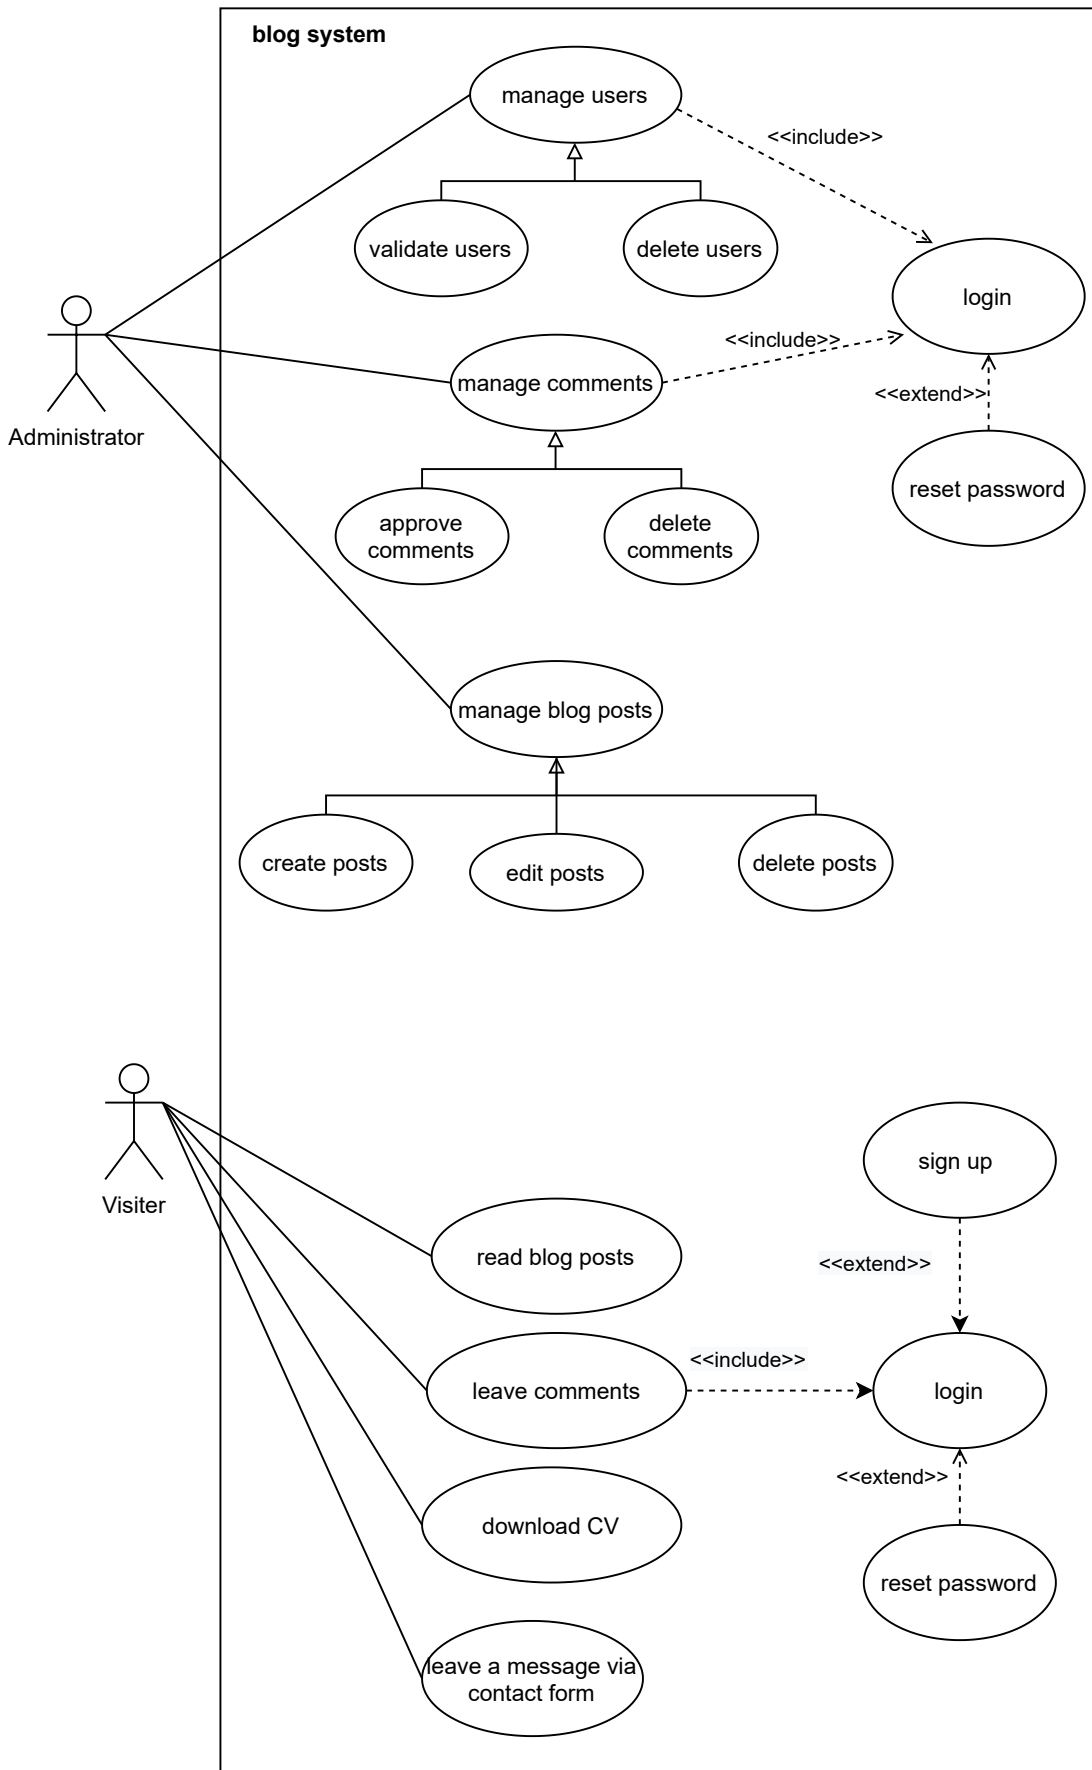 blog system
manage users
<<include>>
validate users
delete users
login
<<include>>
manage comments
<<extend>>
Administrator
reset password
approve
comments
delete
comments
manage blog posts
create posts
edit posts
delete posts
sign up
Visiter
read blog posts
<<extend>>
<<include>>
leave comments
login
<<extend>>
download CV
reset password
leave a message via
contact form